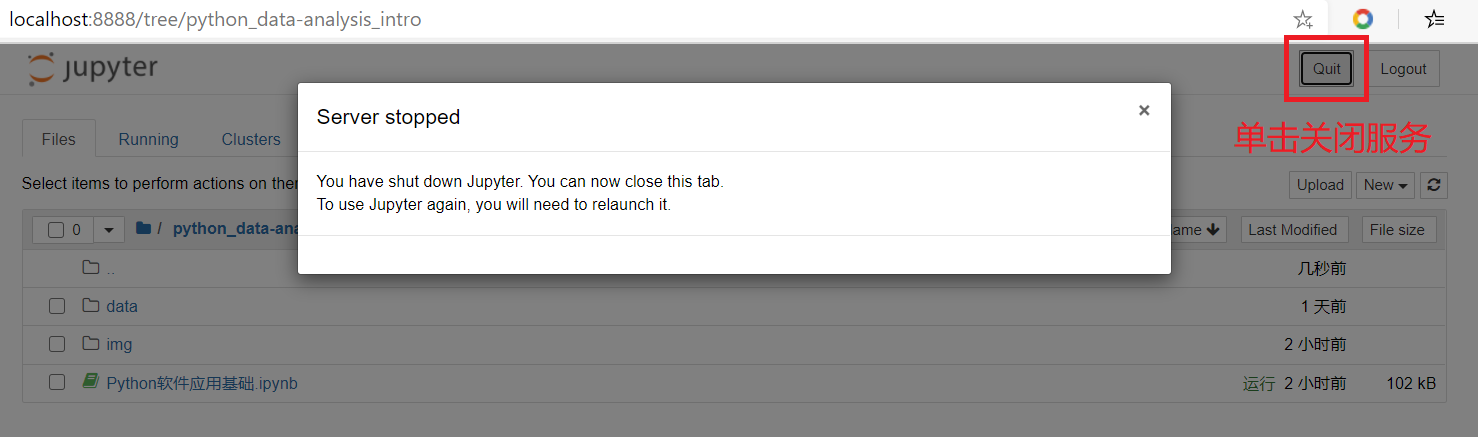 localhost:8888/tree/python_data-analysis_intro
jupyter
Quit
Logout
Server stopped
×
单击关闭服务
Files
Running
Clusters
You have shut down Jupyter. You can now close this tab.
To use Jupyter again, you will need to relaunch it.
Select items to perform actions on
Upload
New
0
/
Last Modified
File size
..
几秒前
data
1 天前
img
2 小时前
Python软件应用基础.ipynb
运行 2 小时前
102 kB